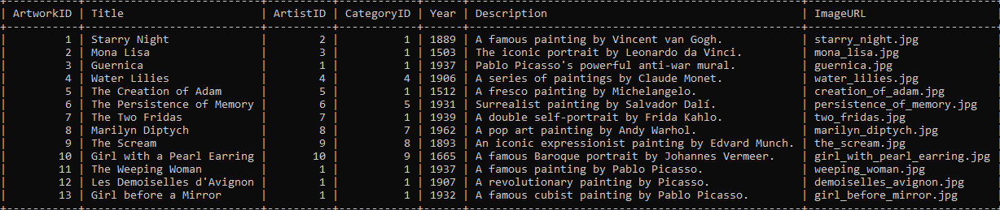 | ArtworkID | Title | ArtistID | CategoryID | Year | Description | ImageURL |
| 1 | Starry Night | 2 | 1 | 1889 | A famous painting by Vincent van Gogh. | starry_night.jpg |
| 2 | Mona Lisa | 3 | 1 | 1503 | The iconic portrait by Leonardo da Vinci. | mona_lisa.jpg |
| 3 | Guernica | 1 | 1 | 1937 | Pablo Picasso's powerful anti-war mural. | guernica.jpg |
| 4 | Water Lilies | 4 | 4 | 1906 | A series of paintings by Claude Monet. | water_lilies.jpg |
| 5 | The Creation of Adam | 5 | 1 | 1512 | A fresco painting by Michelangelo. | creation_of_adam.jpg |
| 6 | The Persistence of Memory | 6 | 5 | 1931 | Surrealist painting by Salvador Dalí. | persistence_of_memory.jpg |
| 7 | The Two Fridas | 7 | 1 | 1939 | A double self-portrait by Frida Kahlo. | two_fridas.jpg |
| 8 | Marilyn Diptych | 8 | 7 | 1962 | A pop art painting by Andy Warhol. | marilyn_diptych.jpg |
| 9 | The Scream | 9 | 8 | 1893 | An iconic expressionist painting by Edvard Munch. | the_scream.jpg |
| 10 | Girl with a Pearl Earring | 10 | 9 | 1665 | A famous Baroque portrait by Johannes Vermeer. | girl_with_pearl_earring.jpg |
| 11 | The Weeping Woman | 1 | 1 | 1937 | A famous painting by Pablo Picasso. | weeping_woman.jpg |
| 12 | Les Demoiselles d'Avignon | 1 | 1 | 1907 | A revolutionary painting by Picasso. | demoiselles_avignon.jpg |
| 13 | Girl before a Mirror | 1 | 1 | 1932 | A famous cubist painting by Pablo Picasso. | girl_before_mirror.jpg |